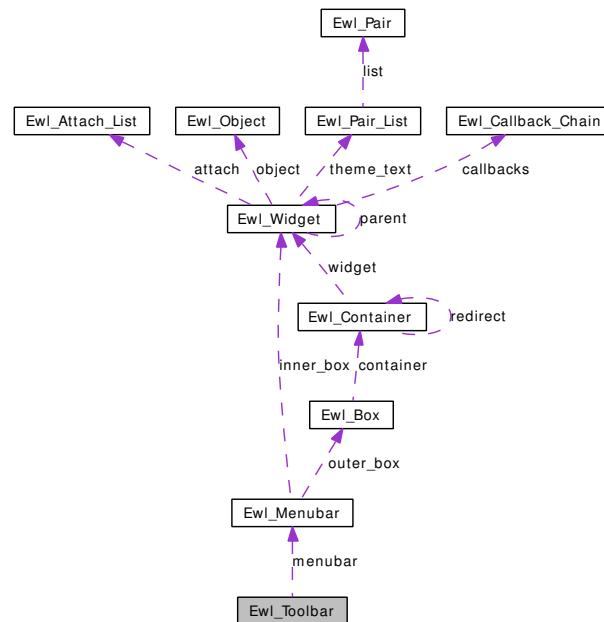 Ewl_Pair
list
Ewl_Attach_List
Ewl_Object
Ewl_Pair_List
Ewl_Callback_Chain
attach
object
theme_text
callbacks
Ewl_Widget
parent
widget
Ewl_Container
redirect
inner_box
container
Ewl_Box
outer_box
Ewl_Menubar
menubar
Ewl_Toolbar